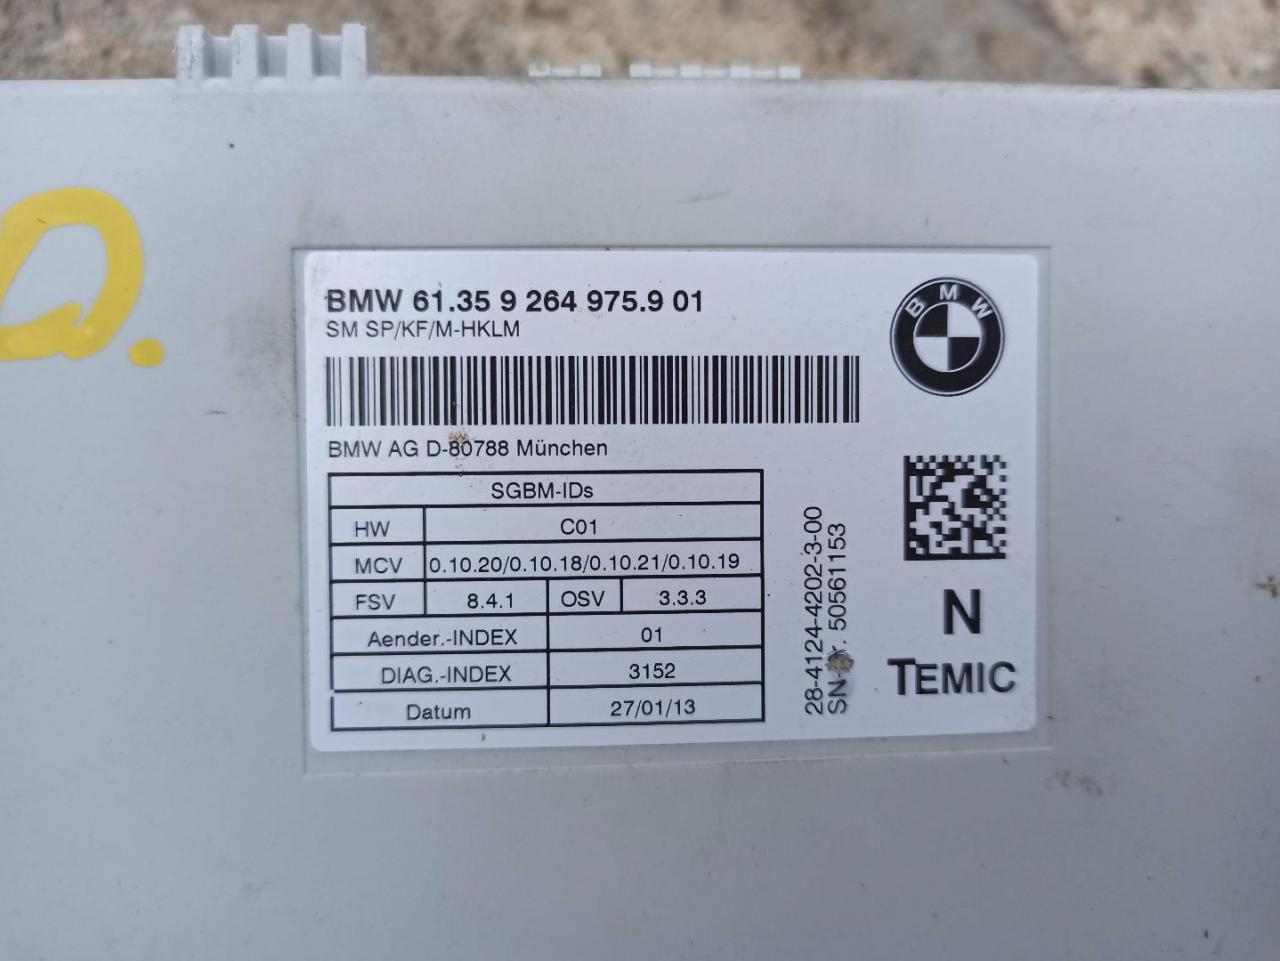 D.
BMW 61.35 9 264 975.9 01
SM SP/KF/M-HKLM
BMW
BMW AG D-80788 München
SGBM-IDs
HW C01
MCV 0.10.20/0.10.18/0.10.21/0.10.19
FSV 8.4.1 OSV 3.3.3
Aender.-INDEX 01
DIAG.-INDEX 3152
Datum 27/01/13
28-4124-4202-3-00
50561153
N
TEMIC